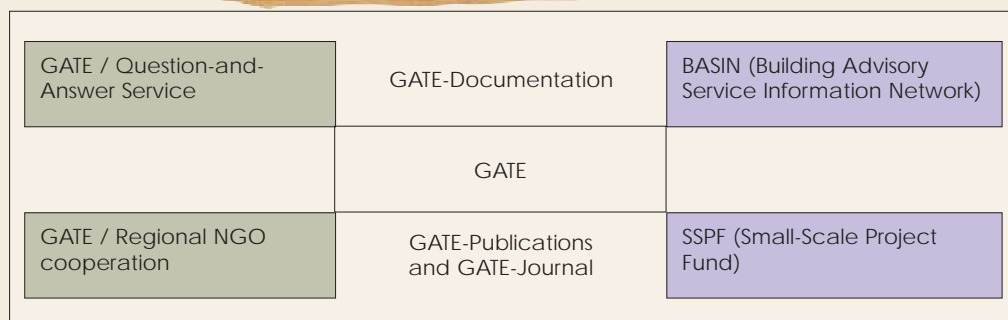 GATE / Question-and-
Answer Service
GATE-Documentation
BASIN (Building Advisory
Service Information Network)
GATE
GATE / Regional NGO
cooperation
GATE-Publications
and GATE-Journal
SSPF (Small-Scale Project
Fund)